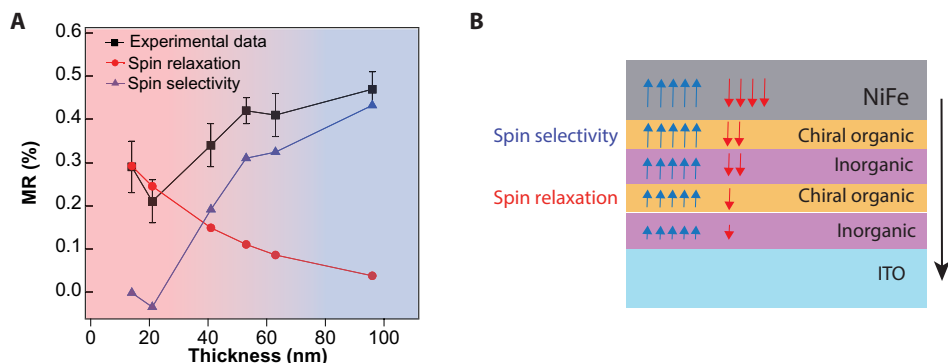 A
MR (%)
0.6
0.5
0.4
0.3
0.2
0.1
0.0
Experimental data
Spin relaxation
Spin selectivity
0 20 40 60 80 100
Thickness (nm)
B
NiFe
Spin selectivity Chiral organic
Inorganic
Spin relaxation Chiral organic
Inorganic
ITO